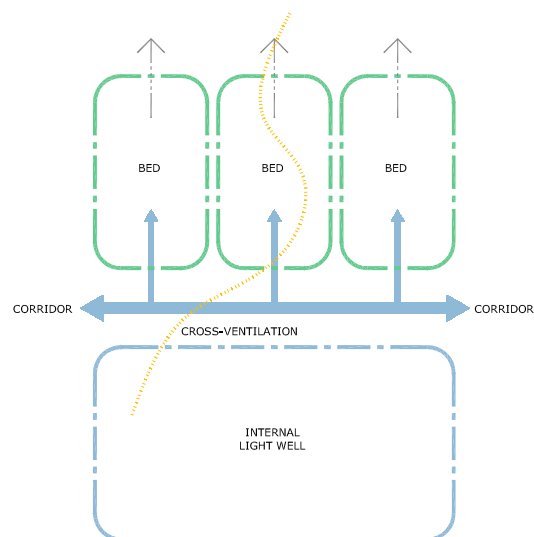 BED
BED
BED
CORRIDOR
CORRIDOR
CROSS-VENTILATION
INTERNAL
LIGHT WELL